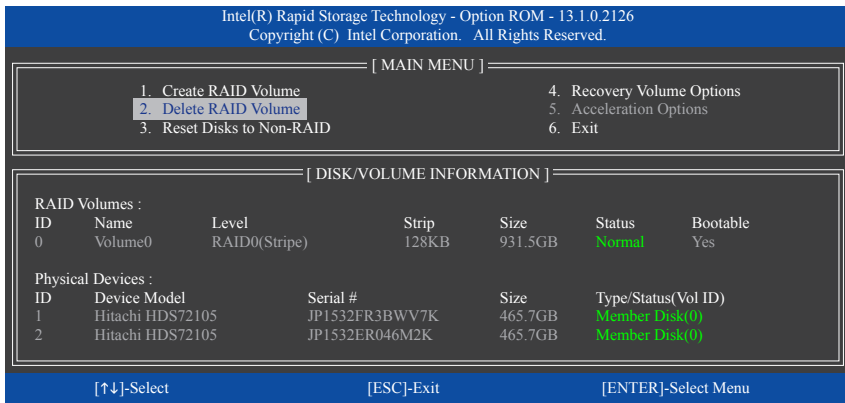 Intel(R) Rapid Storage Technology - Option ROM - 13.1.0.2126
Copyright (C) Intel Corporation. All Rights Reserved.
[ MAIN MENU ]
1. Create RAID Volume
2. Delete RAID Volume
3. Reset Disks to Non-RAID
4. Recovery Volume Options
5. Acceleration Options
6. Exit
[ DISK/VOLUME INFORMATION ]
RAID Volumes :
ID Name Level Strip Size Status Bootable
0 Volume0 RAID0(Stripe) 128KB 931.5GB Normal Yes
Physical Devices :
ID Device Model Serial # Size Type/Status(Vol ID)
1 Hitachi HDS72105 JP1532FR3BWV7K 465.7GB Member Disk(0)
2 Hitachi HDS72105 JP1532ER046M2K 465.7GB Member Disk(0)
[↑↓]-Select [ESC]-Exit [ENTER]-Select Menu